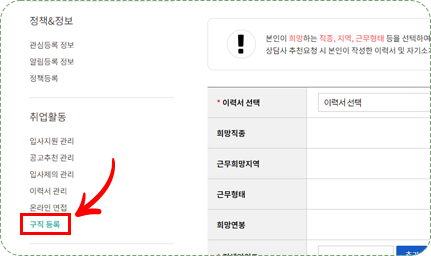 정책&정보
관심등록 정보
알림등록 정보
정책등록
취업활동
입사지원 관리
공고추천 관리
입사제의 관리
이력서 관리
온라인 면접
구직 등록
본인이 희망하는 직종, 지역, 근무형태 등을 선택하여
상담사 추천요청 시 본인이 작성한 이력서 및 자기소
* 이력서 선택
이력서 선택
희망직종
근무희망지역
근무형태
희망연봉